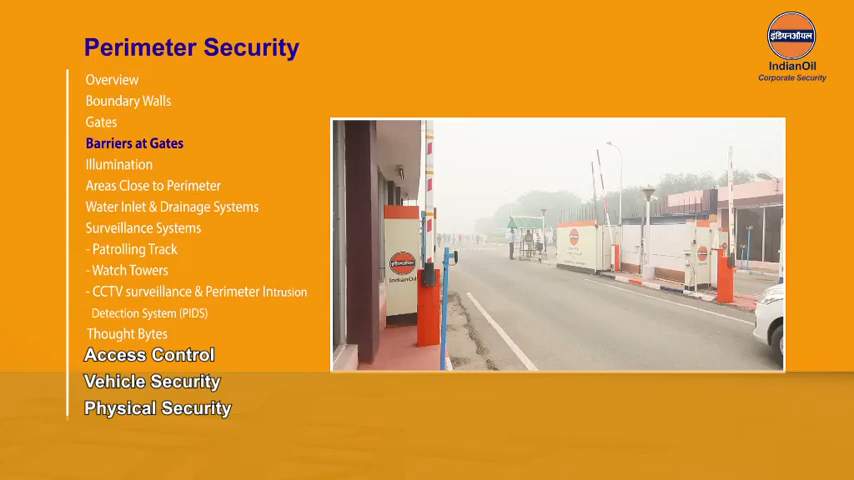 Perimeter Security
इंडियनऑयल
IndianOil
Corporate Security
Overview
Boundary Walls
Gates
Barriers at Gates
Illumination
Areas Close to Perimeter
Water Inlet & Drainage Systems
Surveillance Systems
- Patrolling Track
- Watch Towers
- CCTV surveillance & Perimeter Intrusion
Detection System (PIDS)
Thought Bytes
Access Control
Vehicle Security
Physical Security
इंडियनऑयल